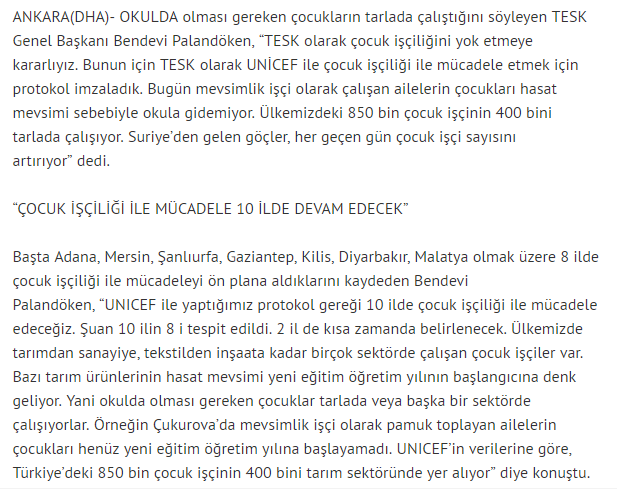 ANKARA(DHA)- OKULDA olması gereken çocukların tarlada çalıştığını söyleyen TESK
Genel Başkanı Bendevi Palandöken, “TESK olarak çocuk işçiliğini yok etmeye
kararlıyız. Bunun için TESK olarak UNİCEF ile çocuk işçiliği ile mücadele etmek için
protokol imzaladık. Bugün mevsimlik işçi olarak çalışan ailelerin çocukları hasat
mevsimi sebebiyle okula gidemiyor. Ülkemizdeki 850 bin çocuk işçinin 400 bini
tarlada çalışıyor. Suriye’den gelen göçler, her geçen gün çocuk işçi sayısını
artırıyor” dedi.
“ÇOCUK İŞÇİLİĞİ İLE MÜCADELE 10 İLDE DEVAM EDECEK”
Başta Adana, Mersin, Şanlıurfa, Gaziantep, Kilis, Diyarbakır, Malatya olmak üzere 8 ilde
çocuk işçiliği ile mücadeleyi ön plana aldıklarını kaydeden Bendevi
Palandöken, “UNICEF ile yaptığımız protokol gereği 10 ilde çocuk işçiliği ile mücadele
edeceğiz. Şuan 10 ilin 8 i tespit edildi. 2 il de kısa zamanda belirlenecek. Ülkemizde
tarımdan sanayiye, tekstilden inşaata kadar birçok sektörde çalışan çocuk işçiler var.
Bazı tarım ürünlerinin hasat mevsimi yeni eğitim öğretim yılının başlangıcına denk
geliyor. Yani okulda olması gereken çocuklar tarlada veya başka bir sektörde
çalışıyorlar. Örneğin Çukurova’da mevsimlik işçi olarak pamuk toplayan ailelerin
çocukları henüz yeni eğitim öğretim yılına başlayamadı. UNICEF’in verilerine göre,
Türkiye’deki 850 bin çocuk işçinin 400 bini tarım sektöründe yer alıyor” diye konuştu.